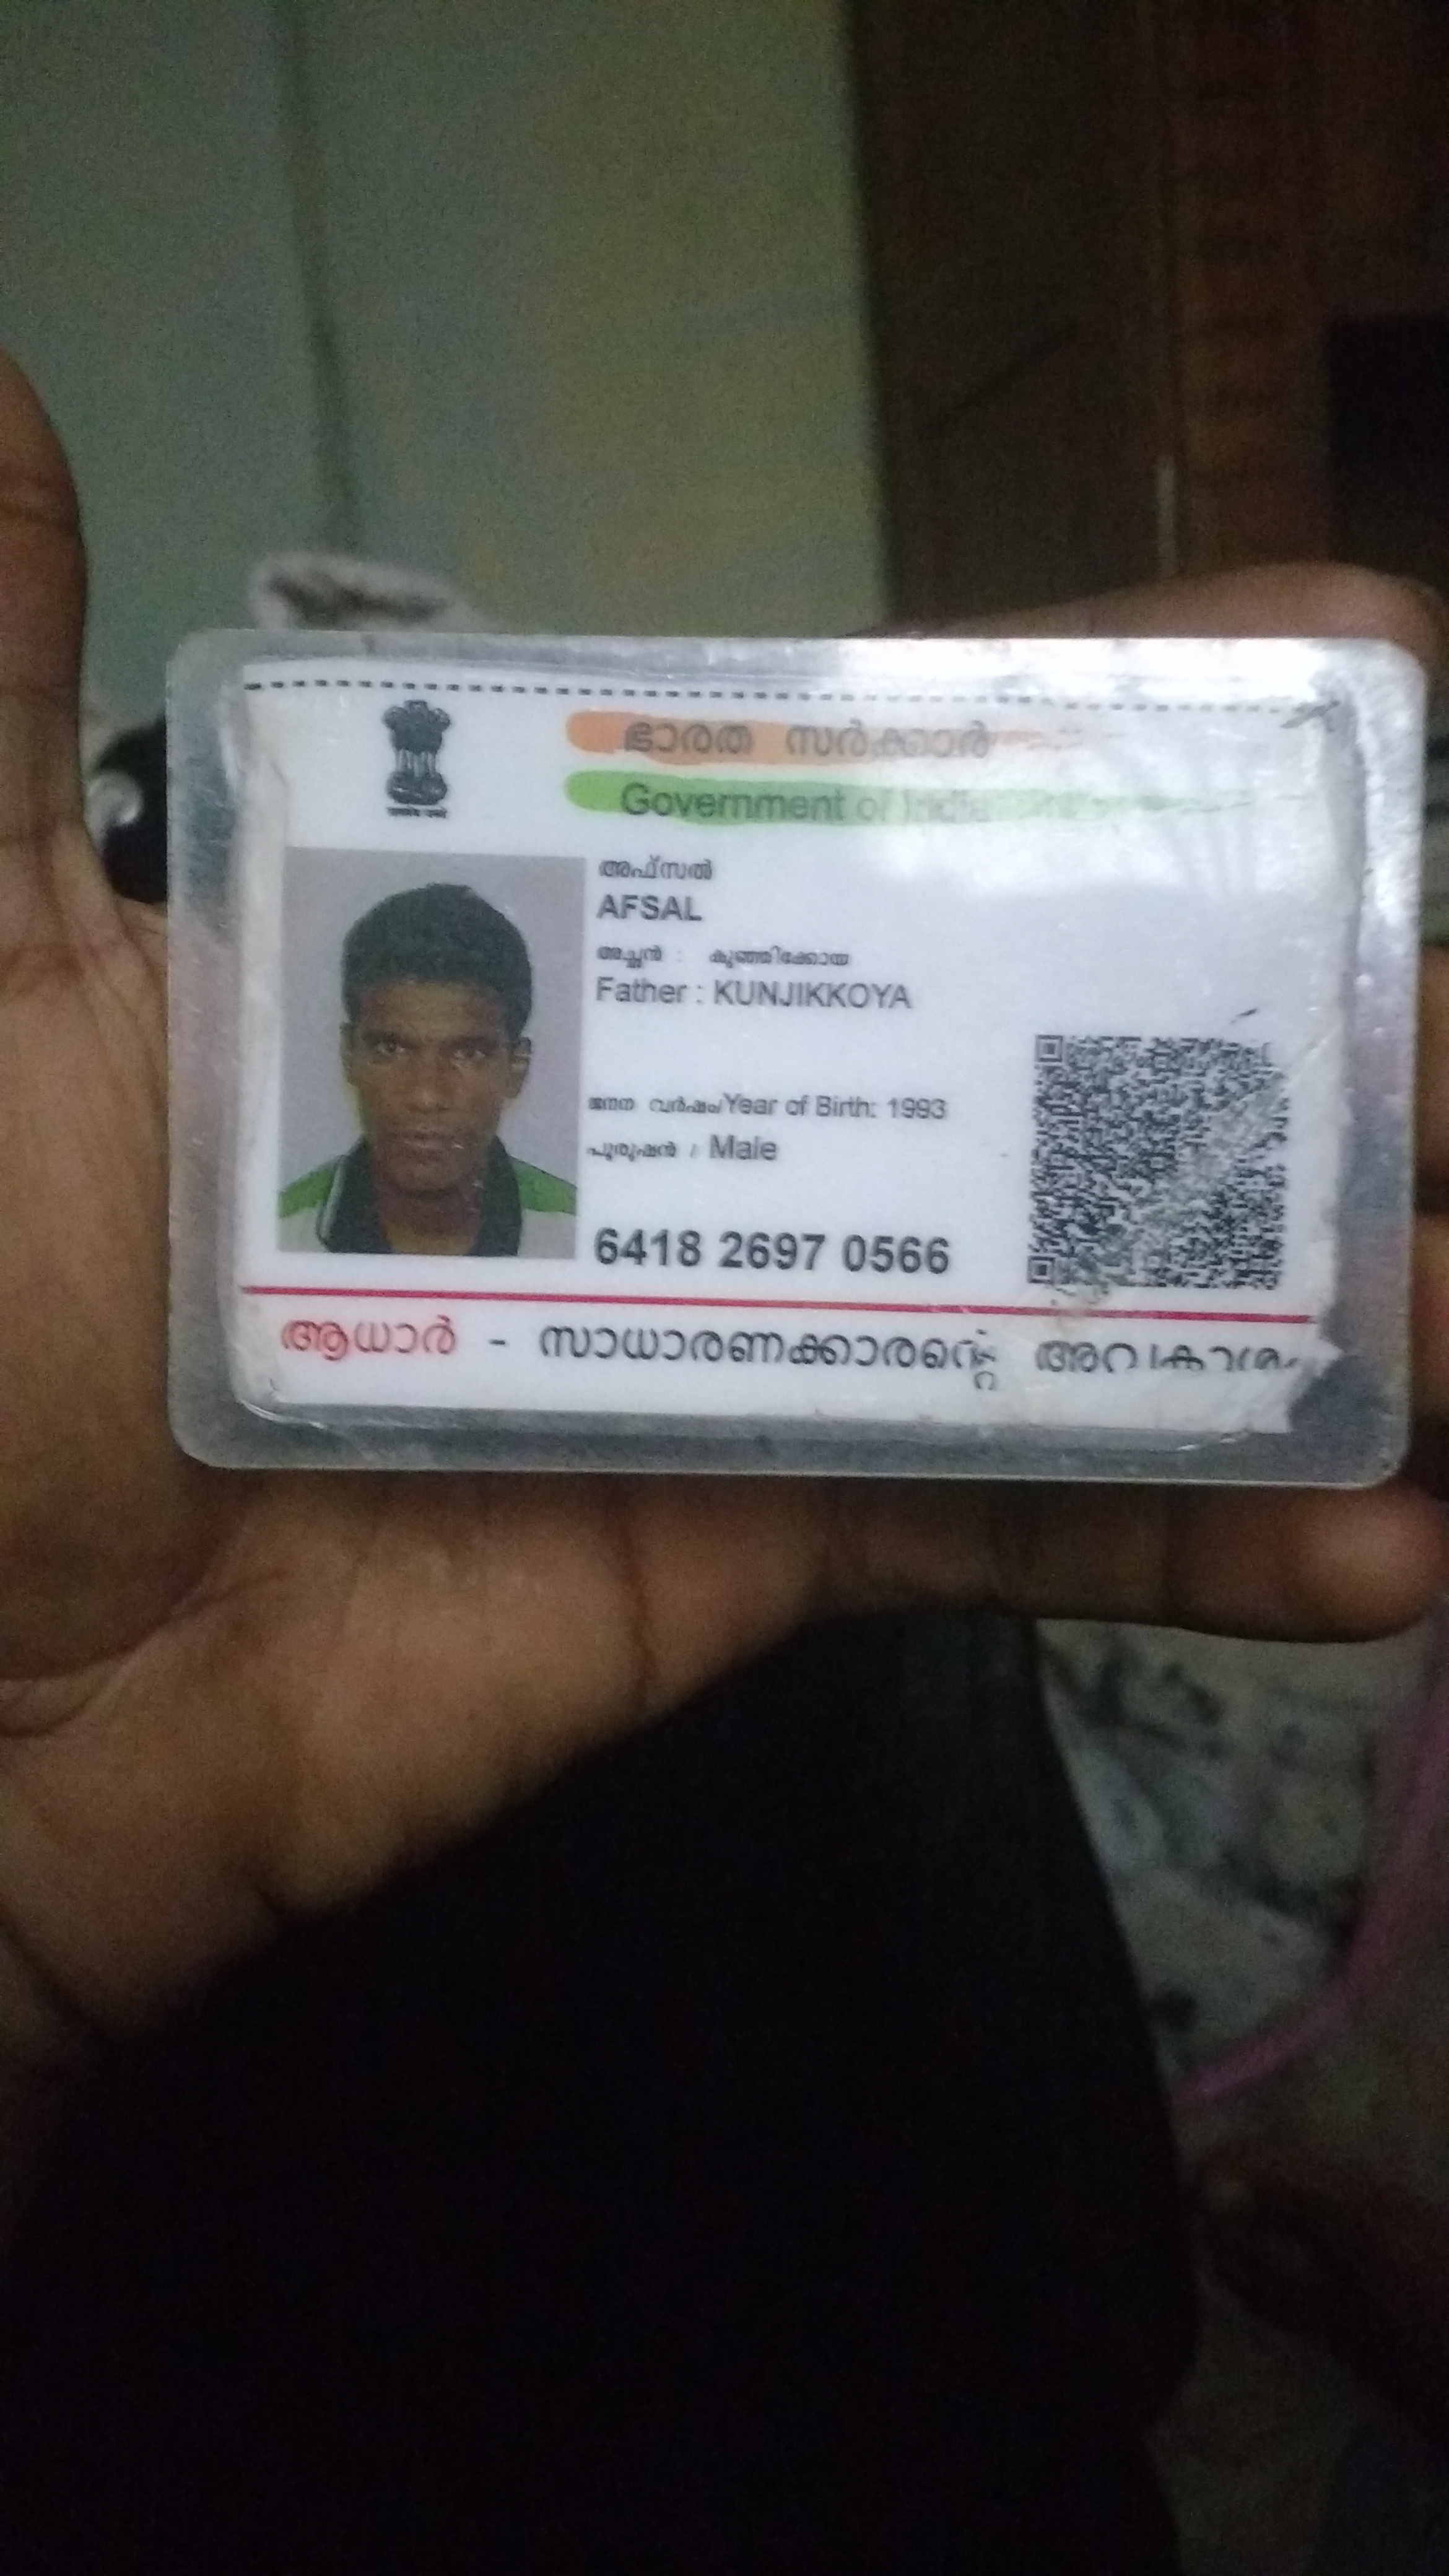 ഭാരത സർക്കാർ
Government of India
അഫ്സൽ
AFSAL
അച്ഛൻ : കുഞ്ഞിക്കോയ
Father : KUNJIKKOYA
ജനന വർഷം/Year of Birth: 1993
പുരുഷൻ / Male
6418 2697 0566
ആധാർ - സാധാരണക്കാരന്റെ അവകാശം